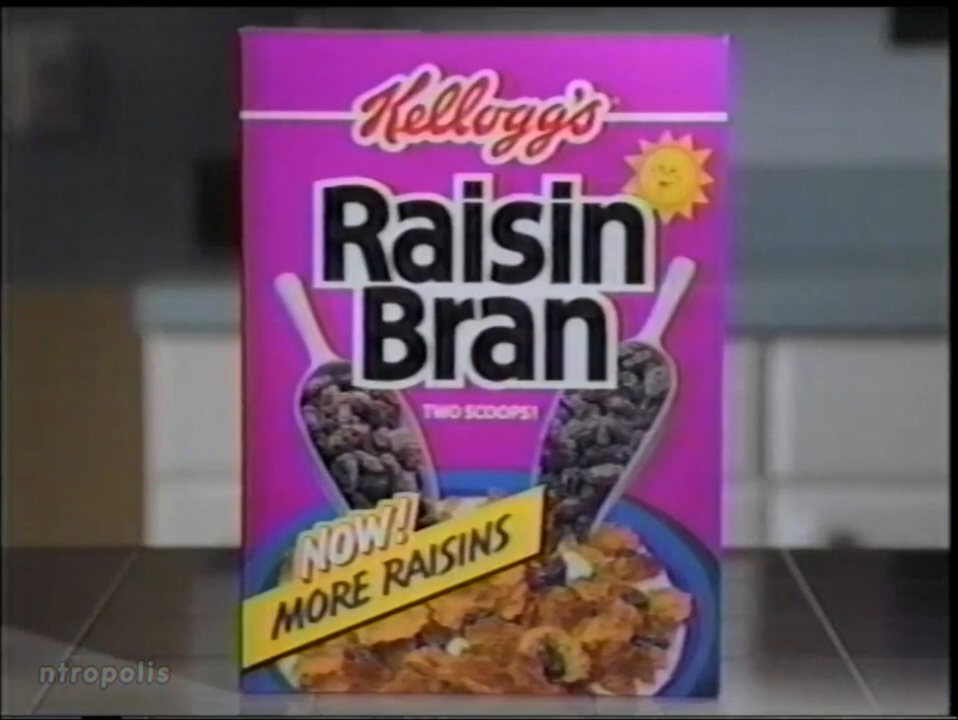 Kellogg's
Raisin
Bran
TWO SCOOPS!
NOW!
MORE RAISINS
ntropolis